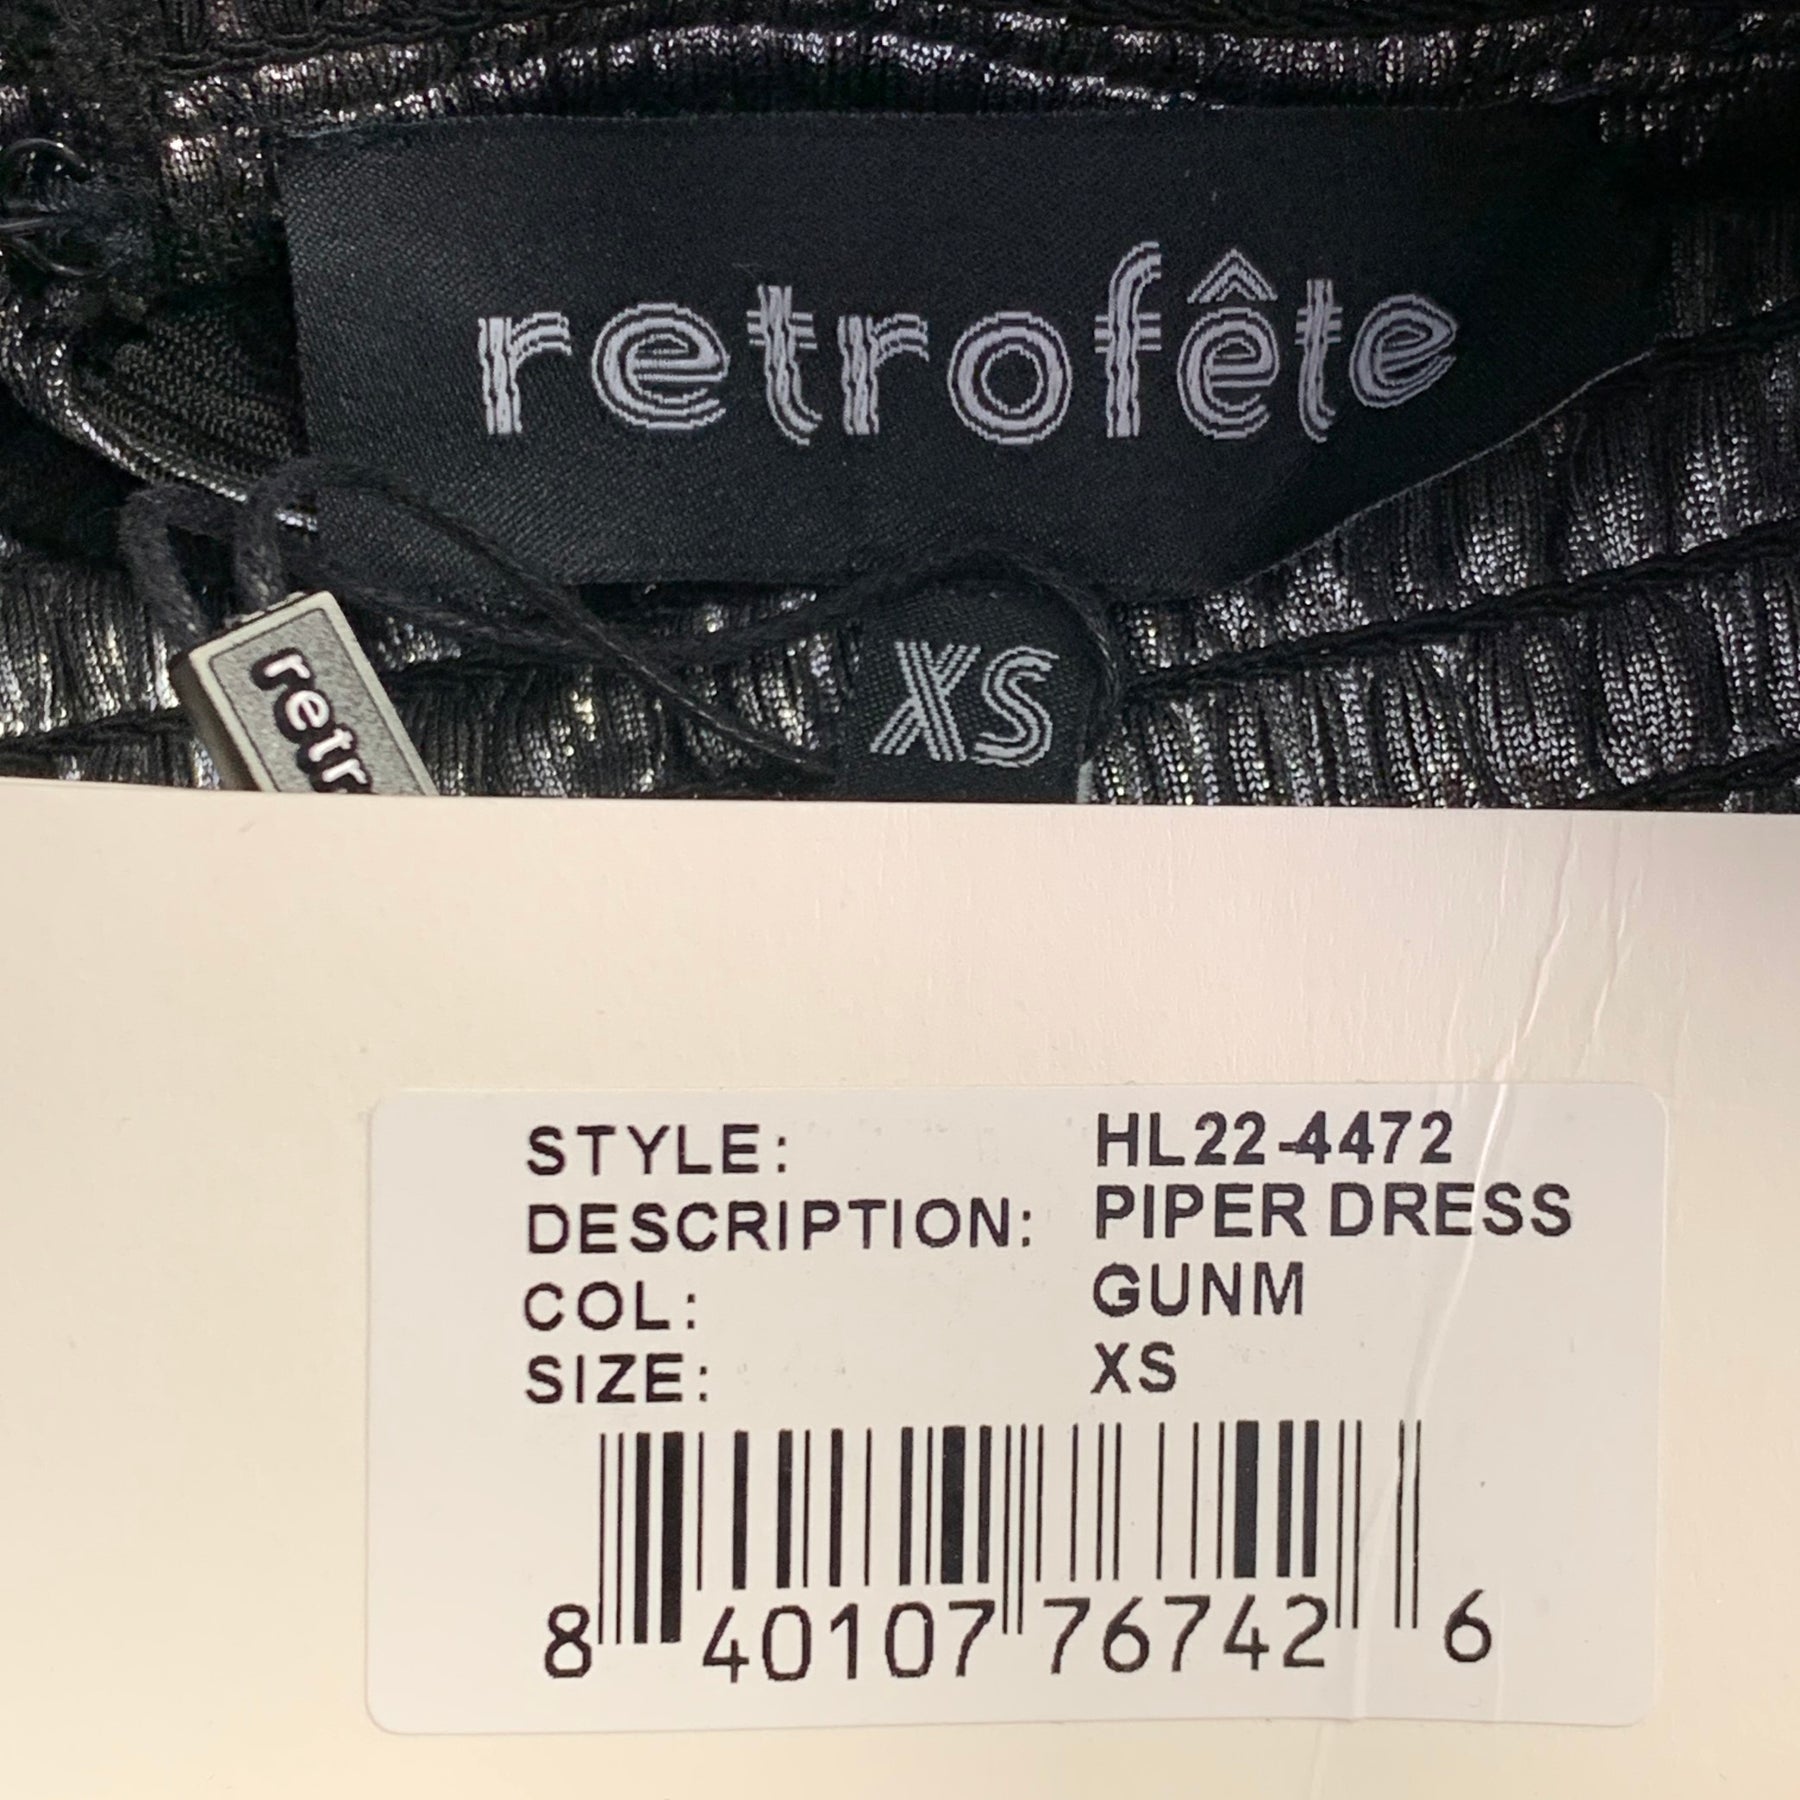 retrofête
XS
retr
STYLE: HL22-4472
DESCRIPTION: PIPER DRESS
COL: GUNM
SIZE: XS
8 40107 76742 6